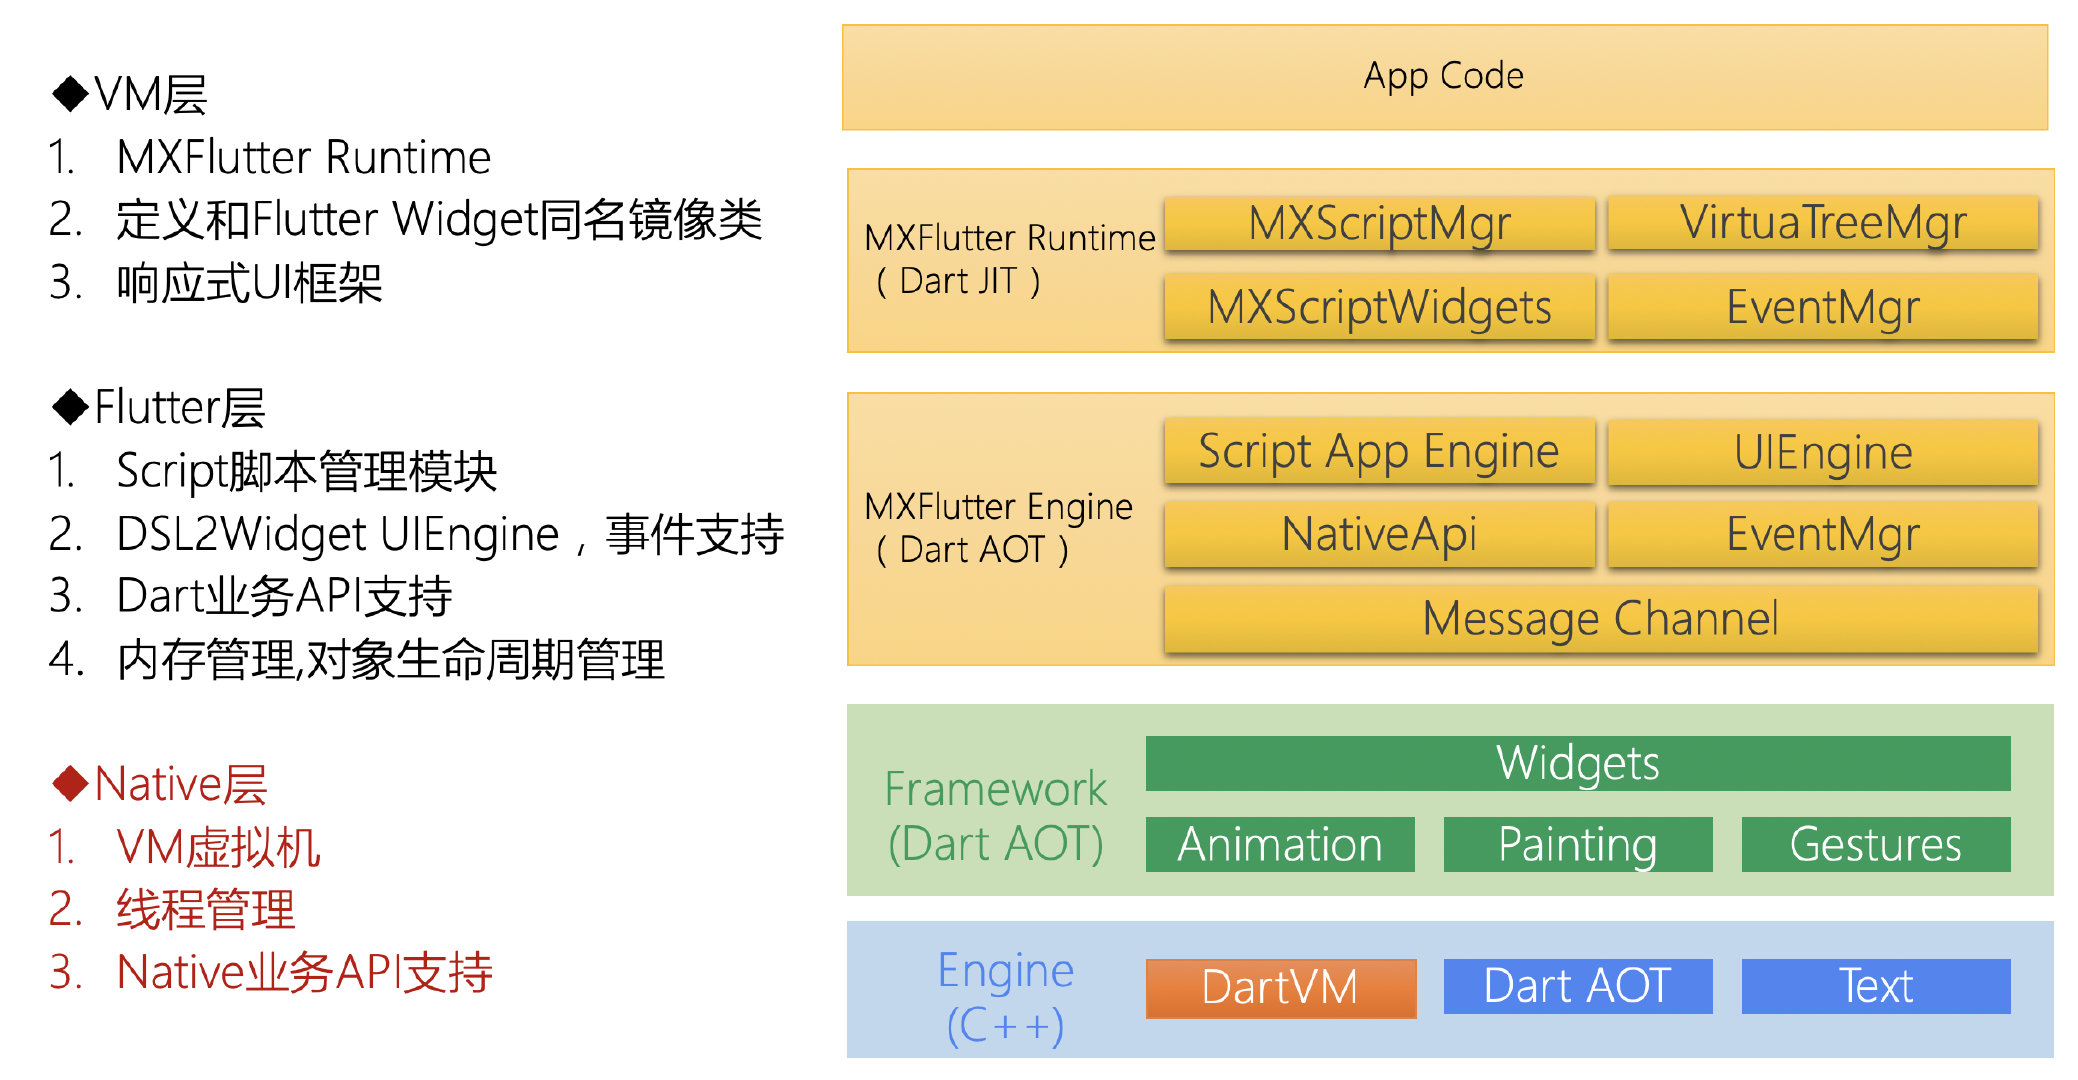 ◆VM层
1. MXFlutter Runtime
2. 定义和Flutter Widget同名镜像类
3. 响应式UI框架
◆Flutter层
1. Script脚本管理模块
2. DSL2Widget UIEngine，事件支持
3. Dart业务API支持
4. 内存管理,对象生命周期管理
◆Native层
1. VM虚拟机
2. 线程管理
3. Native业务API支持
App Code
MXFlutter Runtime
（Dart JIT）
MXScriptMgr
VirtuaTreeMgr
MXScriptWidgets
EventMgr
MXFlutter Engine
（Dart AOT）
Script App Engine
UIEngine
NativeApi
EventMgr
Message Channel
Framework
(Dart AOT)
Widgets
Animation
Painting
Gestures
Engine
(C++)
DartVM
Dart AOT
Text